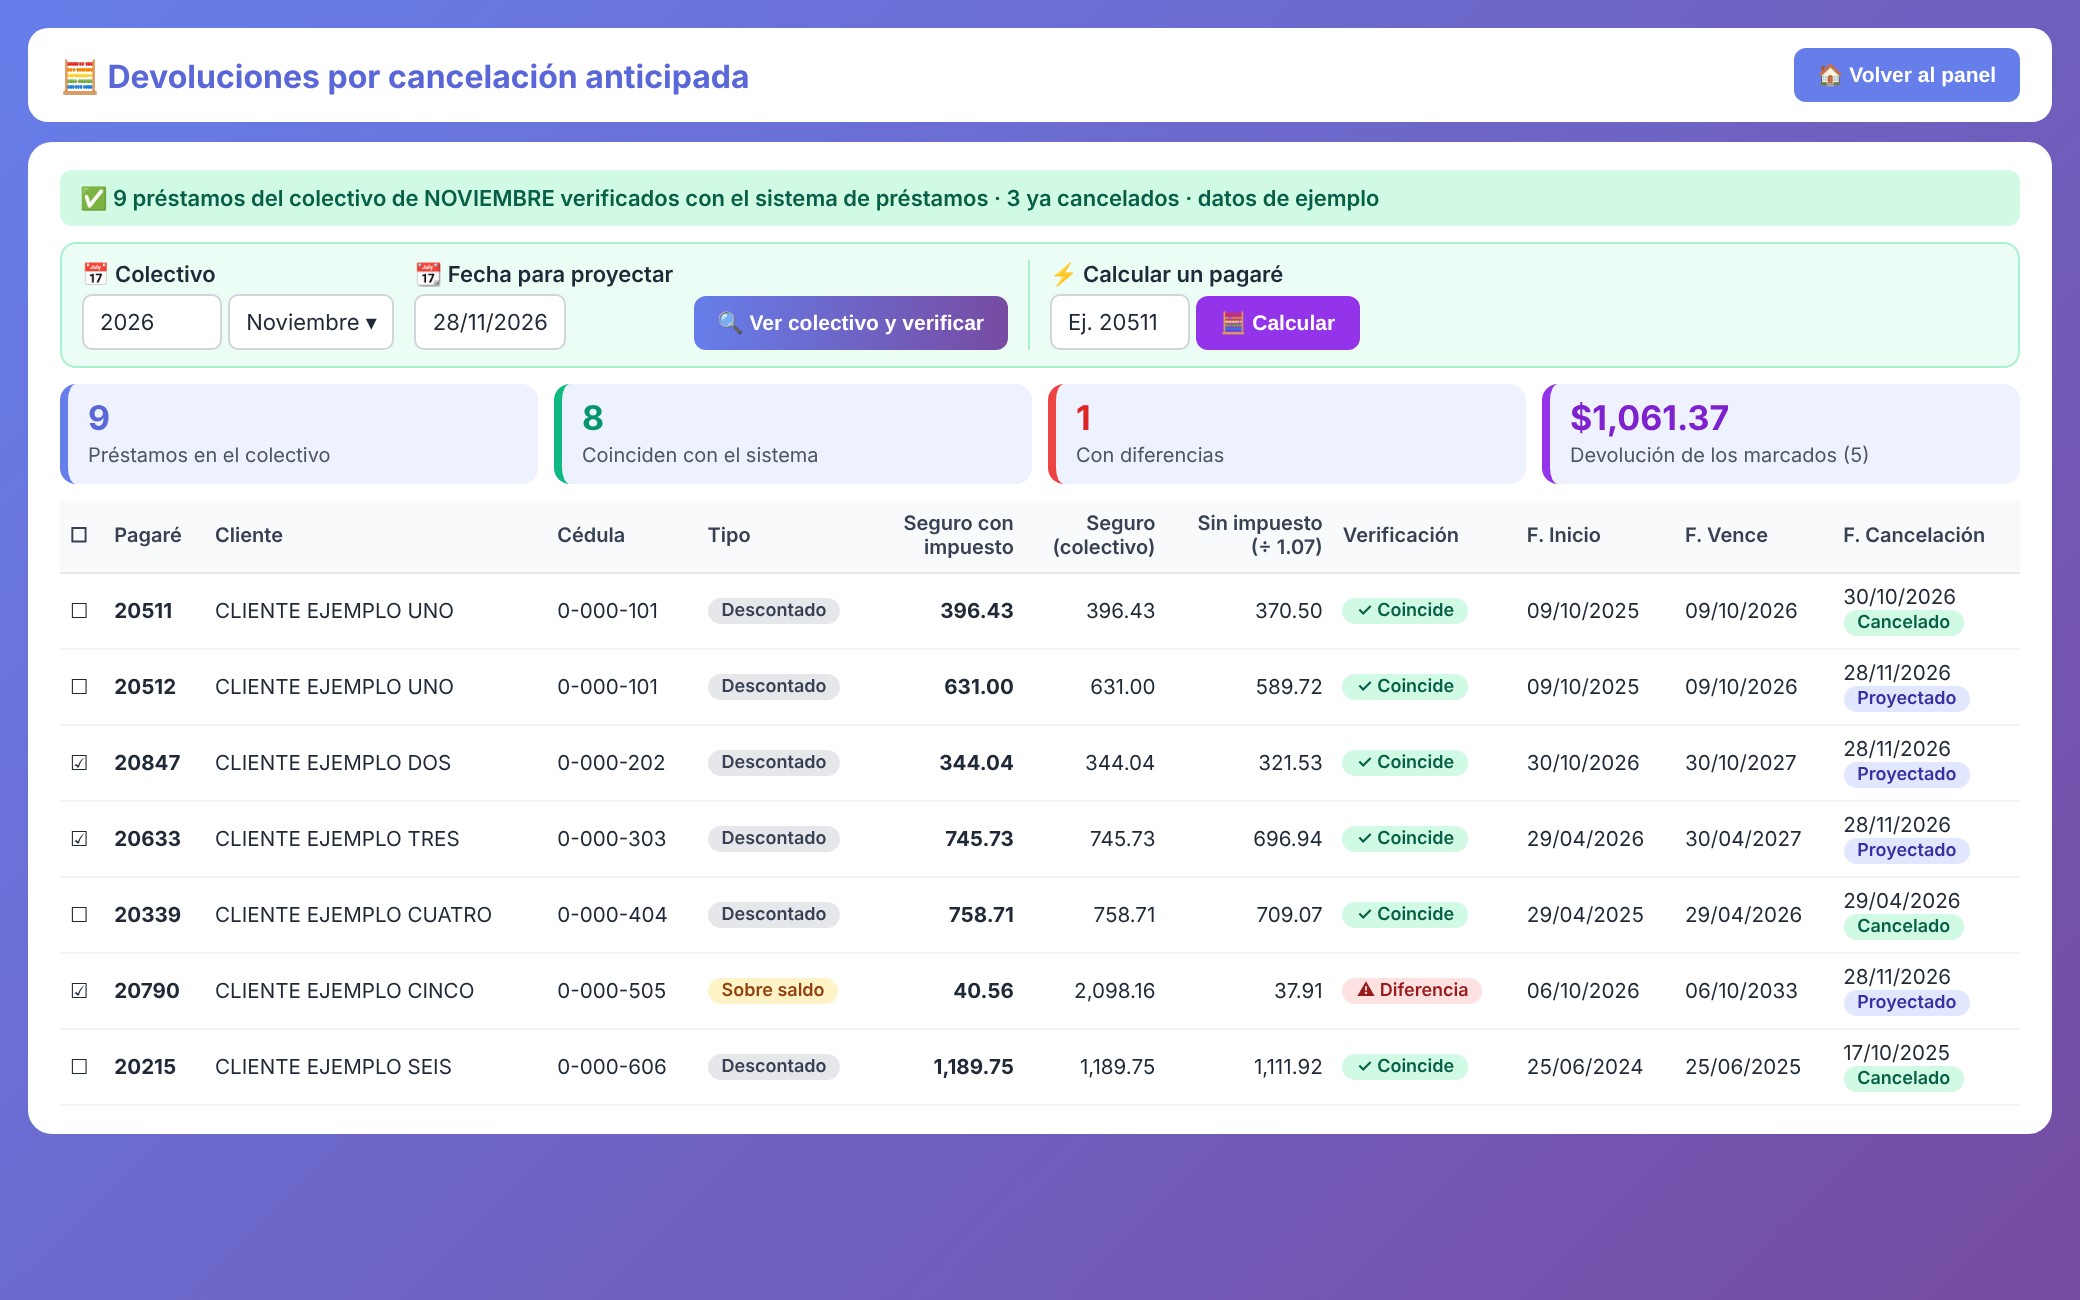 🧮 Devoluciones por cancelación anticipada
🏠 Volver al panel
✅ 9 préstamos del colectivo de NOVIEMBRE verificados con el sistema de préstamos · 3 ya cancelados · datos de ejemplo
📅 Colectivo
📆 Fecha para proyectar
⚡ Calcular un pagaré
2026
Noviembre ▾
28/11/2026
🔍 Ver colectivo y verificar
Ej. 20511
🧮 Calcular
9
Préstamos en el colectivo
8
Coinciden con el sistema
1
Con diferencias
$1,061.37
Devolución de los marcados (5)
☐ Pagaré Cliente Cédula Tipo Seguro con impuesto Seguro (colectivo) Sin impuesto (÷ 1.07) Verificación F. Inicio F. Vence F. Cancelación
☐ 20511 CLIENTE EJEMPLO UNO 0-000-101 Descontado 396.43 396.43 370.50 ✓ Coincide 09/10/2025 09/10/2026 30/10/2026 Cancelado
☐ 20512 CLIENTE EJEMPLO UNO 0-000-101 Descontado 631.00 631.00 589.72 ✓ Coincide 09/10/2025 09/10/2026 28/11/2026 Proyectado
☑ 20847 CLIENTE EJEMPLO DOS 0-000-202 Descontado 344.04 344.04 321.53 ✓ Coincide 30/10/2026 30/10/2027 28/11/2026 Proyectado
☑ 20633 CLIENTE EJEMPLO TRES 0-000-303 Descontado 745.73 745.73 696.94 ✓ Coincide 29/04/2026 30/04/2027 28/11/2026 Proyectado
☐ 20339 CLIENTE EJEMPLO CUATRO 0-000-404 Descontado 758.71 758.71 709.07 ✓ Coincide 29/04/2025 29/04/2026 29/04/2026 Cancelado
☑ 20790 CLIENTE EJEMPLO CINCO 0-000-505 Sobre saldo 40.56 2,098.16 37.91 ⚠ Diferencia 06/10/2026 06/10/2033 28/11/2026 Proyectado
☐ 20215 CLIENTE EJEMPLO SEIS 0-000-606 Descontado 1,189.75 1,189.75 1,111.92 ✓ Coincide 25/06/2024 25/06/2025 17/10/2025 Cancelado